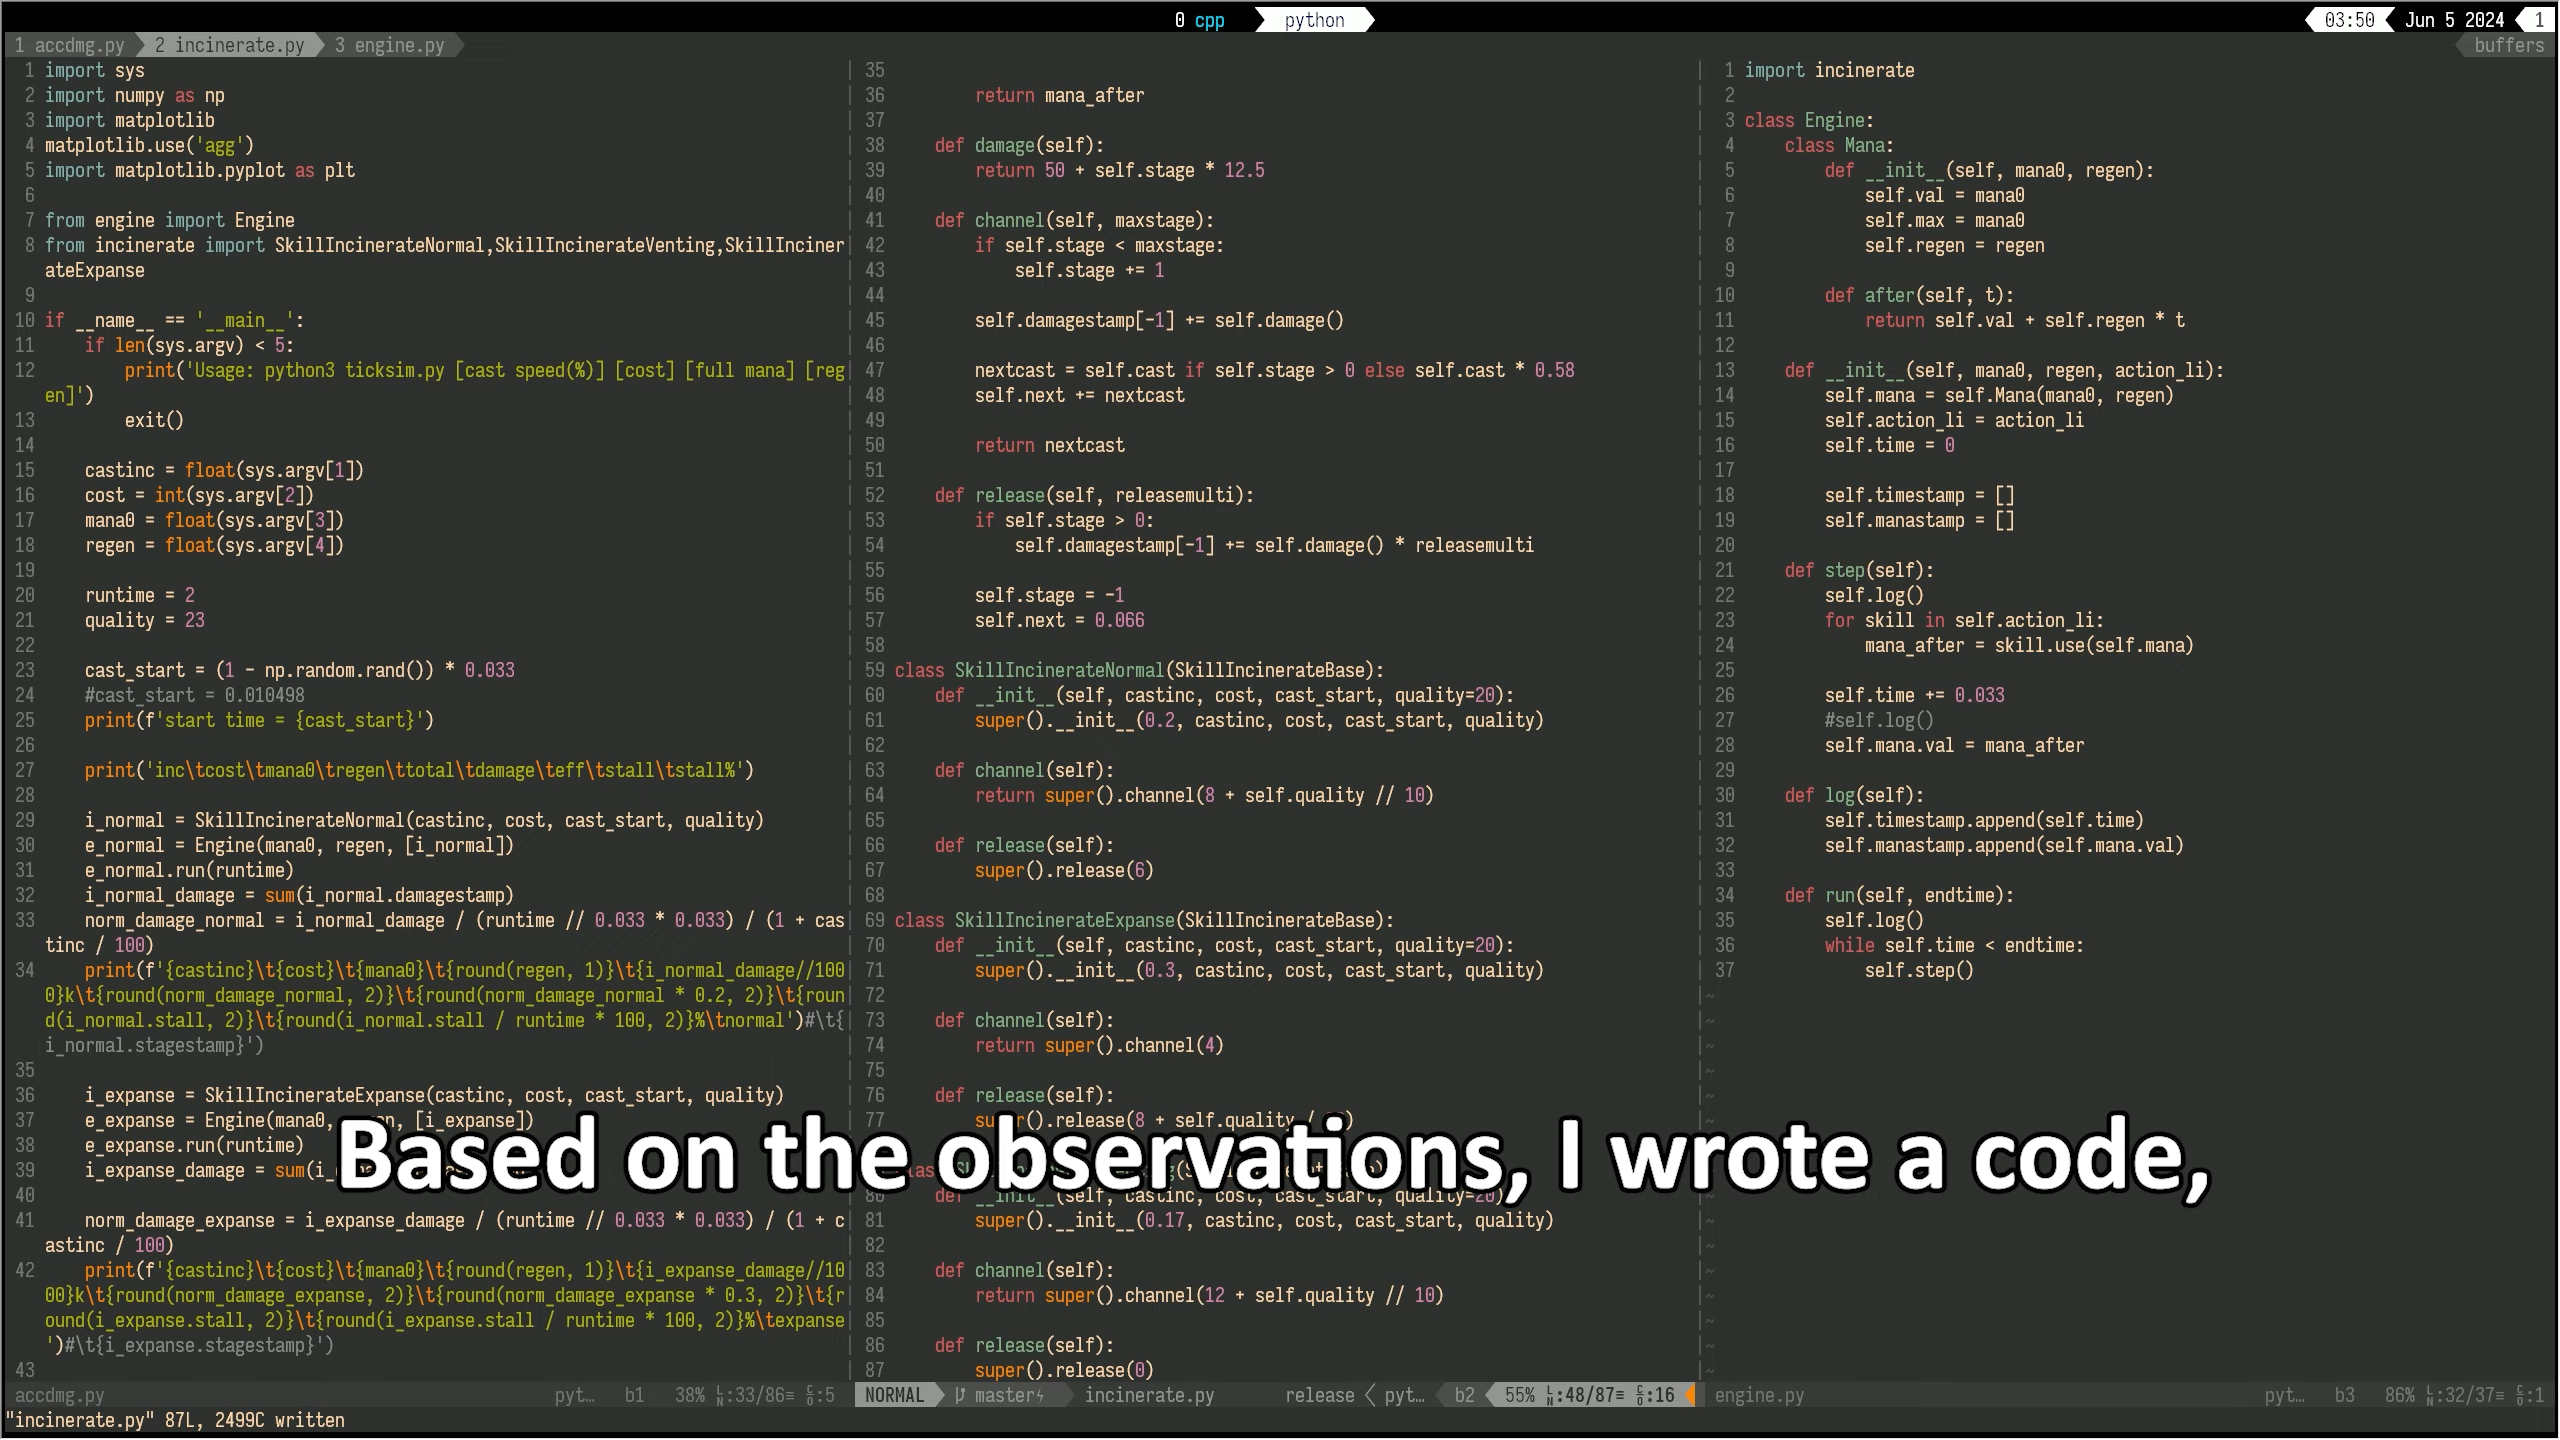 0 cpp python 03:50 Jun 5 2024 1
1 accdmg.py 2 incinerate.py 3 engine.py buffers
1 import sys
2 import numpy as np
3 import matplotlib
4 matplotlib.use('agg')
5 import matplotlib.pyplot as plt
6
7 from engine import Engine
8 from incinerate import SkillIncinerateNormal,SkillIncinerateVenting,SkillInciner
ateExpanse
9
10 if __name__ == '__main__':
11     if len(sys.argv) < 5:
12         print('Usage: python3 ticksim.py [cast speed(%)] [cost] [full mana] [reg
en]')
13         exit()
14
15     castinc = float(sys.argv[1])
16     cost = int(sys.argv[2])
17     mana0 = float(sys.argv[3])
18     regen = float(sys.argv[4])
19
20     runtime = 2
21     quality = 23
22
23     cast_start = (1 - np.random.rand()) * 0.033
24     #cast_start = 0.010498
25     print(f'start time = {cast_start}')
26
27     print('inc\tcost\tmana0\tregen\ttotal\tdamage\teff\tstall\tstall%')
28
29     i_normal = SkillIncinerateNormal(castinc, cost, cast_start, quality)
30     e_normal = Engine(mana0, regen, [i_normal])
31     e_normal.run(runtime)
32     i_normal_damage = sum(i_normal.damagestamp)
33     norm_damage_normal = i_normal_damage / (runtime // 0.033 * 0.033) / (1 + cas
tinc / 100)
34     print(f'{castinc}\t{cost}\t{mana0}\t{round(regen, 1)}\t{i_normal_damage//100
0}k\t{round(norm_damage_normal, 2)}\t{round(norm_damage_normal * 0.2, 2)}\t{roun
d(i_normal.stall, 2)}\t{round(i_normal.stall / runtime * 100, 2)}%\tnormal')#\t{
i_normal.stagestamp}')
35
36     i_expanse = SkillIncinerateExpanse(castinc, cost, cast_start, quality)
37     e_expanse = Engine(mana0, [i_expanse])
38     e_expanse.run(runtime)
39     i_expanse_damage = sum(i_
40
41     norm_damage_expanse = i_expanse_damage / (runtime // 0.033 * 0.033) / (1 + c
astinc / 100)
42     print(f'{castinc}\t{cost}\t{mana0}\t{round(regen, 1)}\t{i_expanse_damage//10
00}k\t{round(norm_damage_expanse, 2)}\t{round(norm_damage_expanse * 0.3, 2)}\t{r
ound(i_expanse.stall, 2)}\t{round(i_expanse.stall / runtime * 100, 2)}%\texpanse
')#\t{i_expanse.stagestamp}')
43
accdmg.py pyt… b1 38% L:33/86≡ C:5
35
36         return mana_after
37
38     def damage(self):
39         return 50 + self.stage * 12.5
40
41     def channel(self, maxstage):
42         if self.stage < maxstage:
43             self.stage += 1
44
45         self.damagestamp[-1] += self.damage()
46
47         nextcast = self.cast if self.stage > 0 else self.cast * 0.58
48         self.next += nextcast
49
50         return nextcast
51
52     def release(self, releasemulti):
53         if self.stage > 0:
54             self.damagestamp[-1] += self.damage() * releasemulti
55
56         self.stage = -1
57         self.next = 0.066
58
59 class SkillIncinerateNormal(SkillIncinerateBase):
60     def __init__(self, castinc, cost, cast_start, quality=20):
61         super().__init__(0.2, castinc, cost, cast_start, quality)
62
63     def channel(self):
64         return super().channel(8 + self.quality // 10)
65
66     def release(self):
67         super().release(6)
68
69 class SkillIncinerateExpanse(SkillIncinerateBase):
70     def __init__(self, castinc, cost, cast_start, quality=20):
71         super().__init__(0.3, castinc, cost, cast_start, quality)
72
73     def channel(self):
74         return super().channel(4)
75
76     def release(self):
77         super().release(8 + self.quality /
80     def __init__(self, castinc, cost, cast_start, quality=20)
81         super().__init__(0.17, castinc, cost, cast_start, quality)
82
83     def channel(self):
84         return super().channel(12 + self.quality // 10)
85
86     def release(self):
87         super().release(0)
NORMAL master incinerate.py release pyt… b2 55% L:48/87≡ C:16
1 import incinerate
2
3 class Engine:
4     class Mana:
5         def __init__(self, mana0, regen):
6             self.val = mana0
7             self.max = mana0
8             self.regen = regen
9
10         def after(self, t):
11             return self.val + self.regen * t
12
13     def __init__(self, mana0, regen, action_li):
14         self.mana = self.Mana(mana0, regen)
15         self.action_li = action_li
16         self.time = 0
17
18         self.timestamp = []
19         self.manastamp = []
20
21     def step(self):
22         self.log()
23         for skill in self.action_li:
24             mana_after = skill.use(self.mana)
25
26         self.time += 0.033
27         #self.log()
28         self.mana.val = mana_after
29
30     def log(self):
31         self.timestamp.append(self.time)
32         self.manastamp.append(self.mana.val)
33
34     def run(self, endtime):
35         self.log()
36         while self.time < endtime:
37             self.step()
engine.py pyt… b3 86% L:32/37≡ C:1
"incinerate.py" 87L, 2499C written
Based on the observations, I wrote a code,